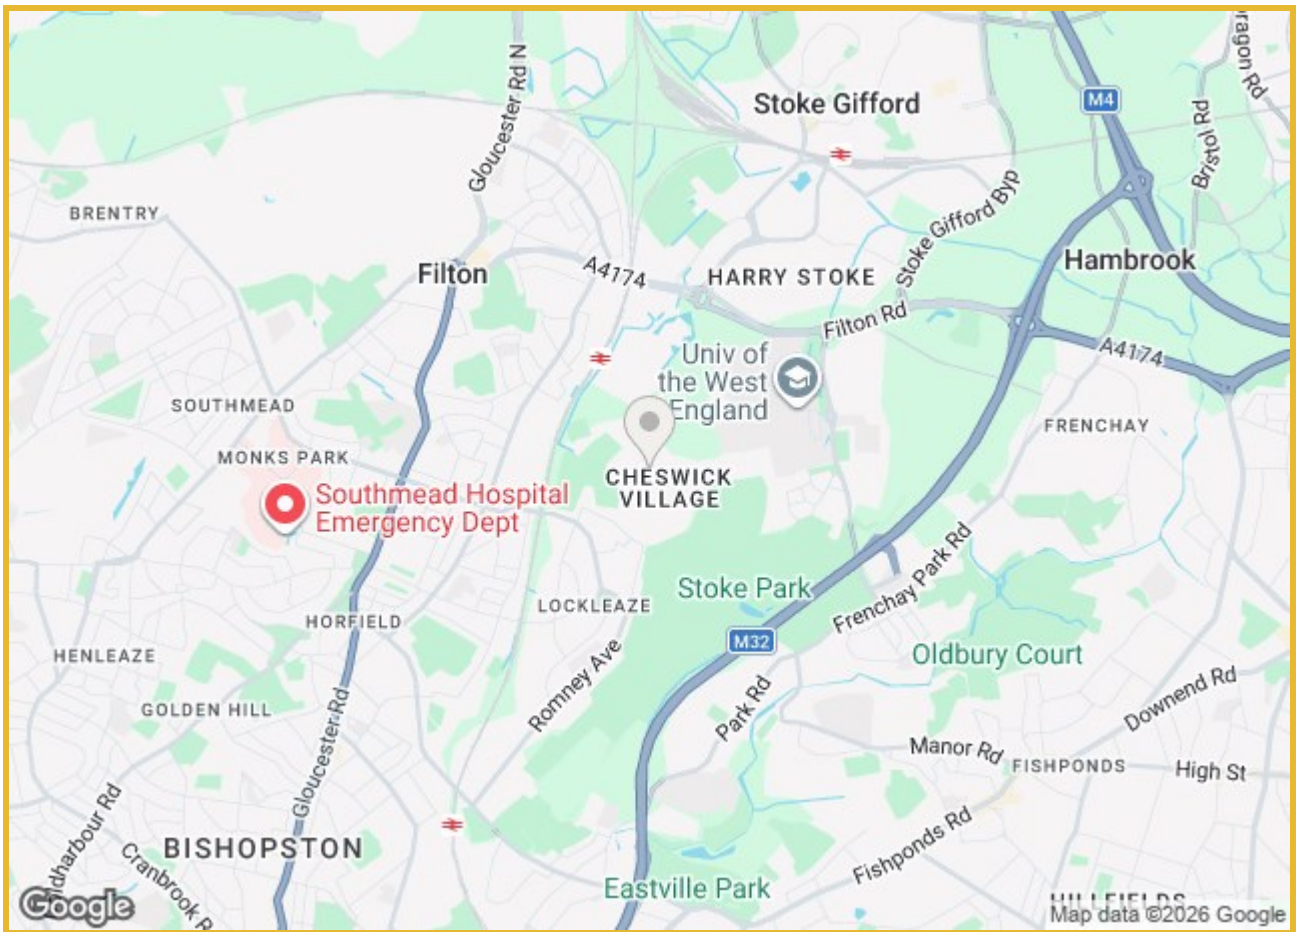 Stoke Gifford
M4
Bristol Rd
Gloucester Rd N
BRENTRY
Stoke Gifford Byp
Filton
A4174
HARRY STOKE
Hambrook
Filton Rd
A4174
Univ of
the West
England
SOUTHMEAD
FRENCHAY
MONKS PARK
CHESWICK
VILLAGE
Southmead Hospital
Emergency Dept
Stoke Park
Frenchay Park Rd
LOCKLEAZE
HORFIELD
M32
HENLEAZE
Oldbury Court
Romney Ave
Park Rd
Downend Rd
GOLDEN HILL
Gloucester Rd
Manor Rd
FISHPONDS
High St
BISHOPSTON
Cranbrook R
Fishponds Rd
Eastville Park
HILLFIELDS
Google
Map data ©2026 Google